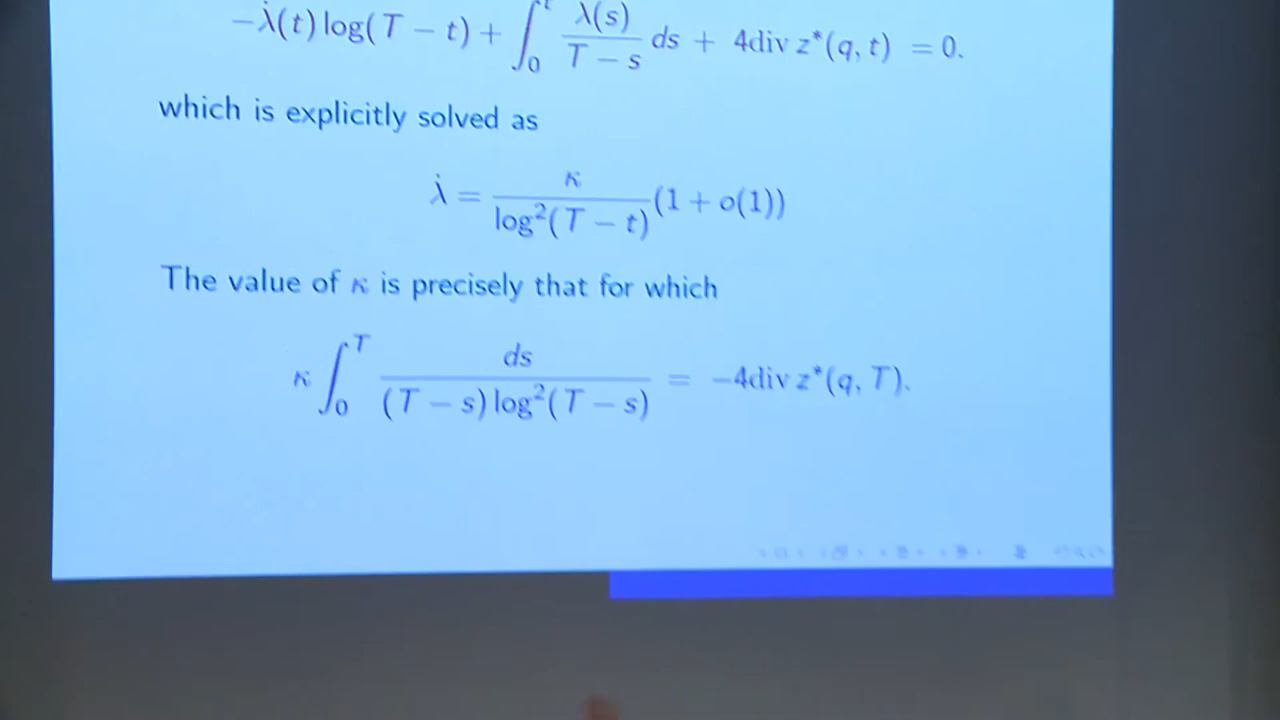 −λ̇(t) log(T − t) + ∫₀ᵗ λ̇(s)/(T − s) ds + 4div z*(q, t) = 0.
which is explicitly solved as
λ̇ = κ/log²(T − t) (1 + o(1))
The value of κ is precisely that for which
κ ∫₀ᵀ ds/((T − s) log²(T − s)) = −4div z*(q, T).